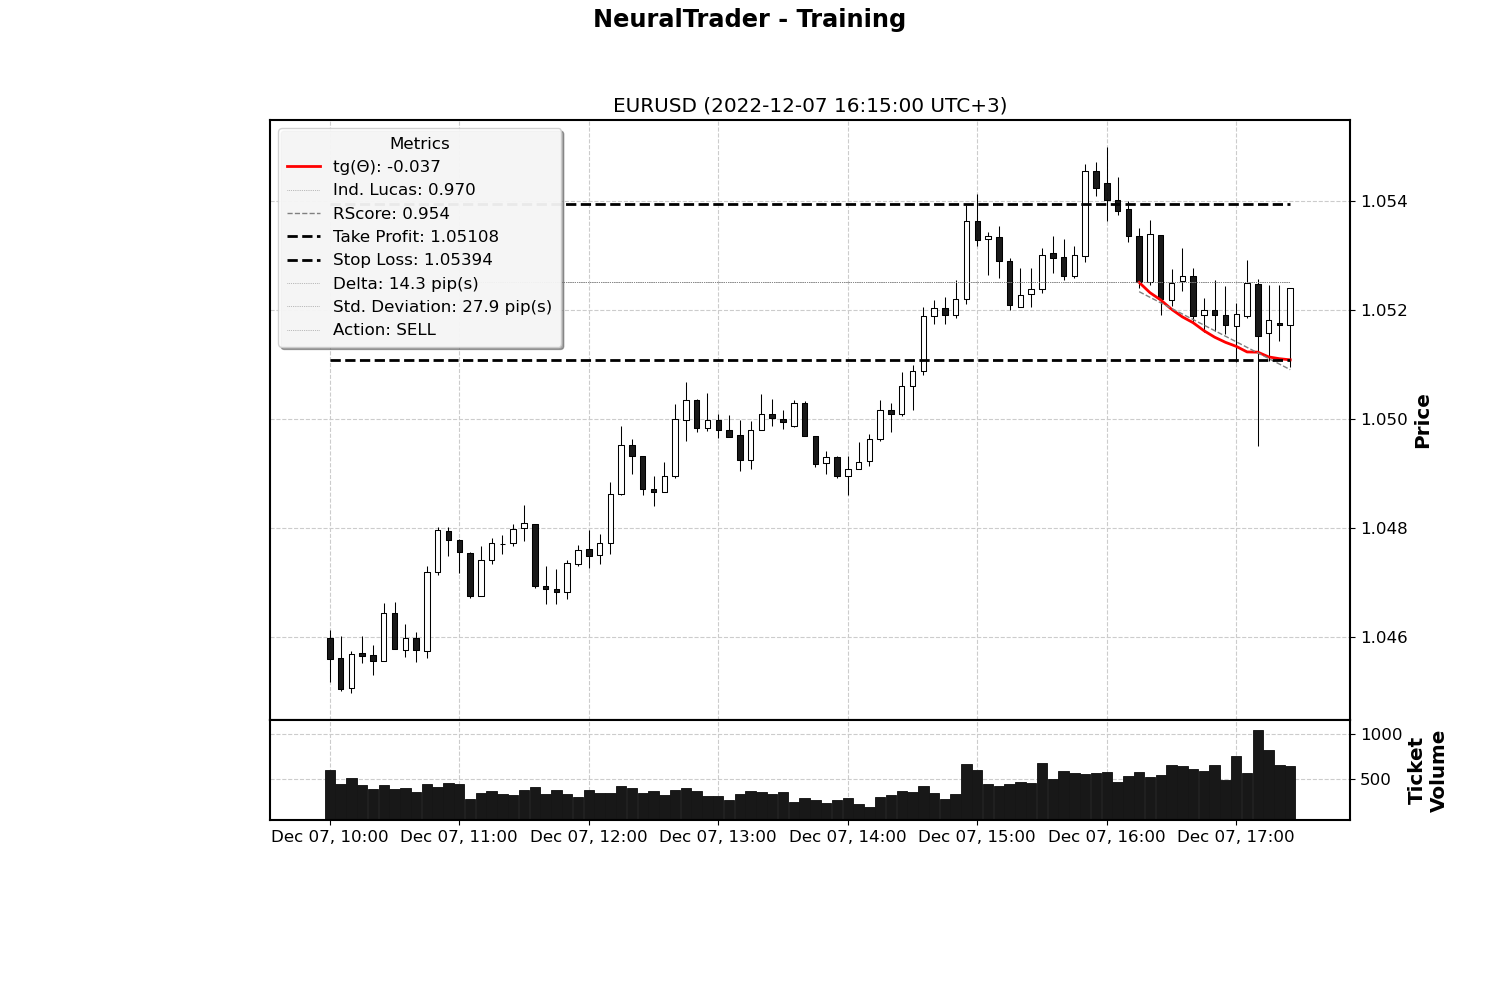 NeuralTrader - Training
EURUSD (2022-12-07 16:15:00 UTC+3)
Metrics
tg(Θ): -0.037
Ind. Lucas: 0.970
RScore: 0.954
Take Profit: 1.05108
Stop Loss: 1.05394
Delta: 14.3 pip(s)
Std. Deviation: 27.9 pip(s)
Action: SELL
1.054
1.052
1.050
1.048
1.046
Price
1000
500
Ticket
Volume
Dec 07, 10:00 Dec 07, 11:00 Dec 07, 12:00 Dec 07, 13:00 Dec 07, 14:00 Dec 07, 15:00 Dec 07, 16:00 Dec 07, 17:00